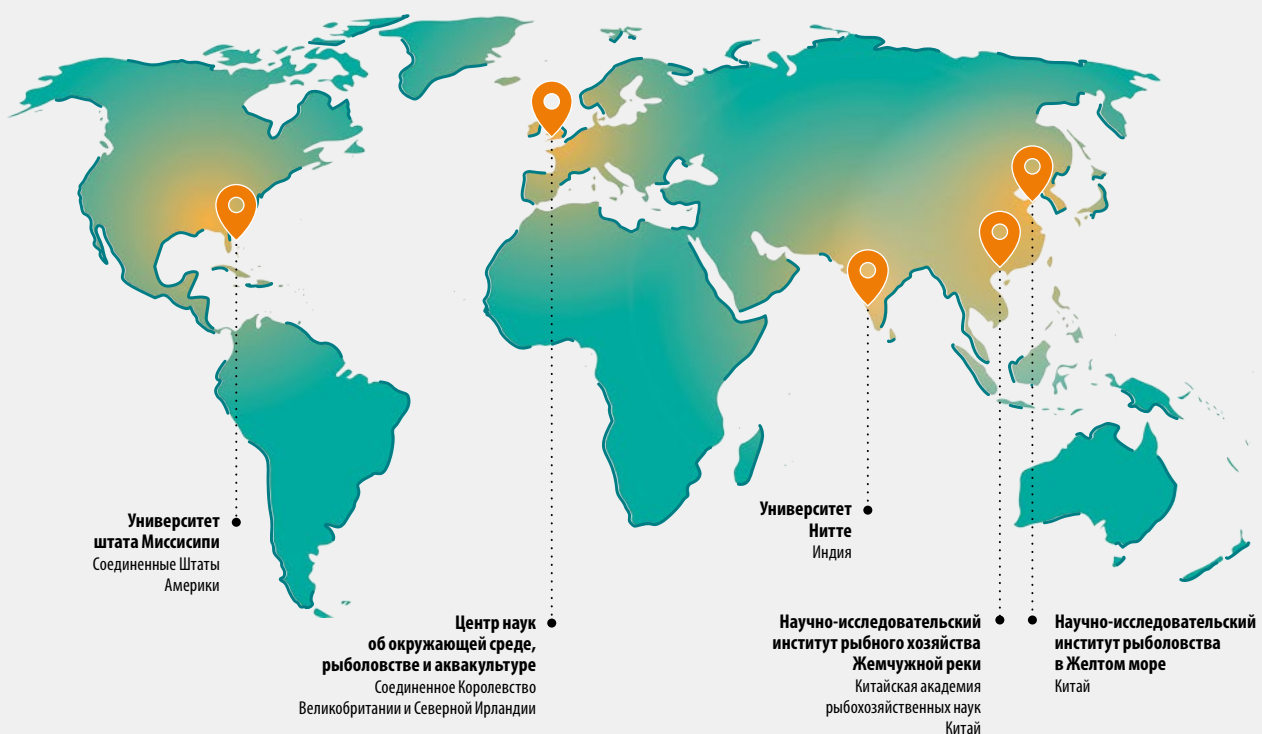 Университет
штата Миссисипи
Соединенные Штаты
Америки
Центр наук
об окружающей среде,
рыболовстве и аквакультуре
Соединенное Королевство
Великобритании и Северной Ирландии
Университет
Нитте
Индия
Научно-исследовательский
институт рыбного хозяйства
Жемчужной реки
Китайская академия
рыбохозяйственных наук
Китай
Научно-исследовательский
институт рыболовства
в Желтом море
Китай